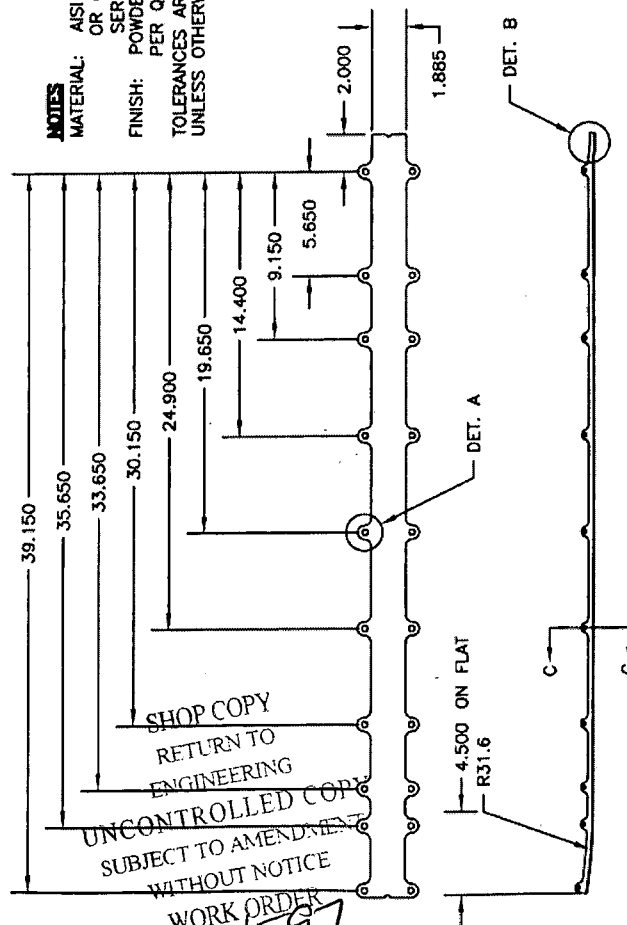 NOTES
MATERIAL: AISI
OR
SER
FINISH: POWDE
PER Q
TOLERANCES AR
UNLESS OTHERW
39.150
35.650
33.650
30.150
24.900
19.650
14.400
9.150
5.650
2.000
1.885
DET. A
DET. B
4.500 ON FLAT
R31.6
C
C
SHOP COPY
RETURN TO
ENGINEERING
UNCONTROLLED COPY
SUBJECT TO AMENDMENT
WITHOUT NOTICE
WORK ORDER